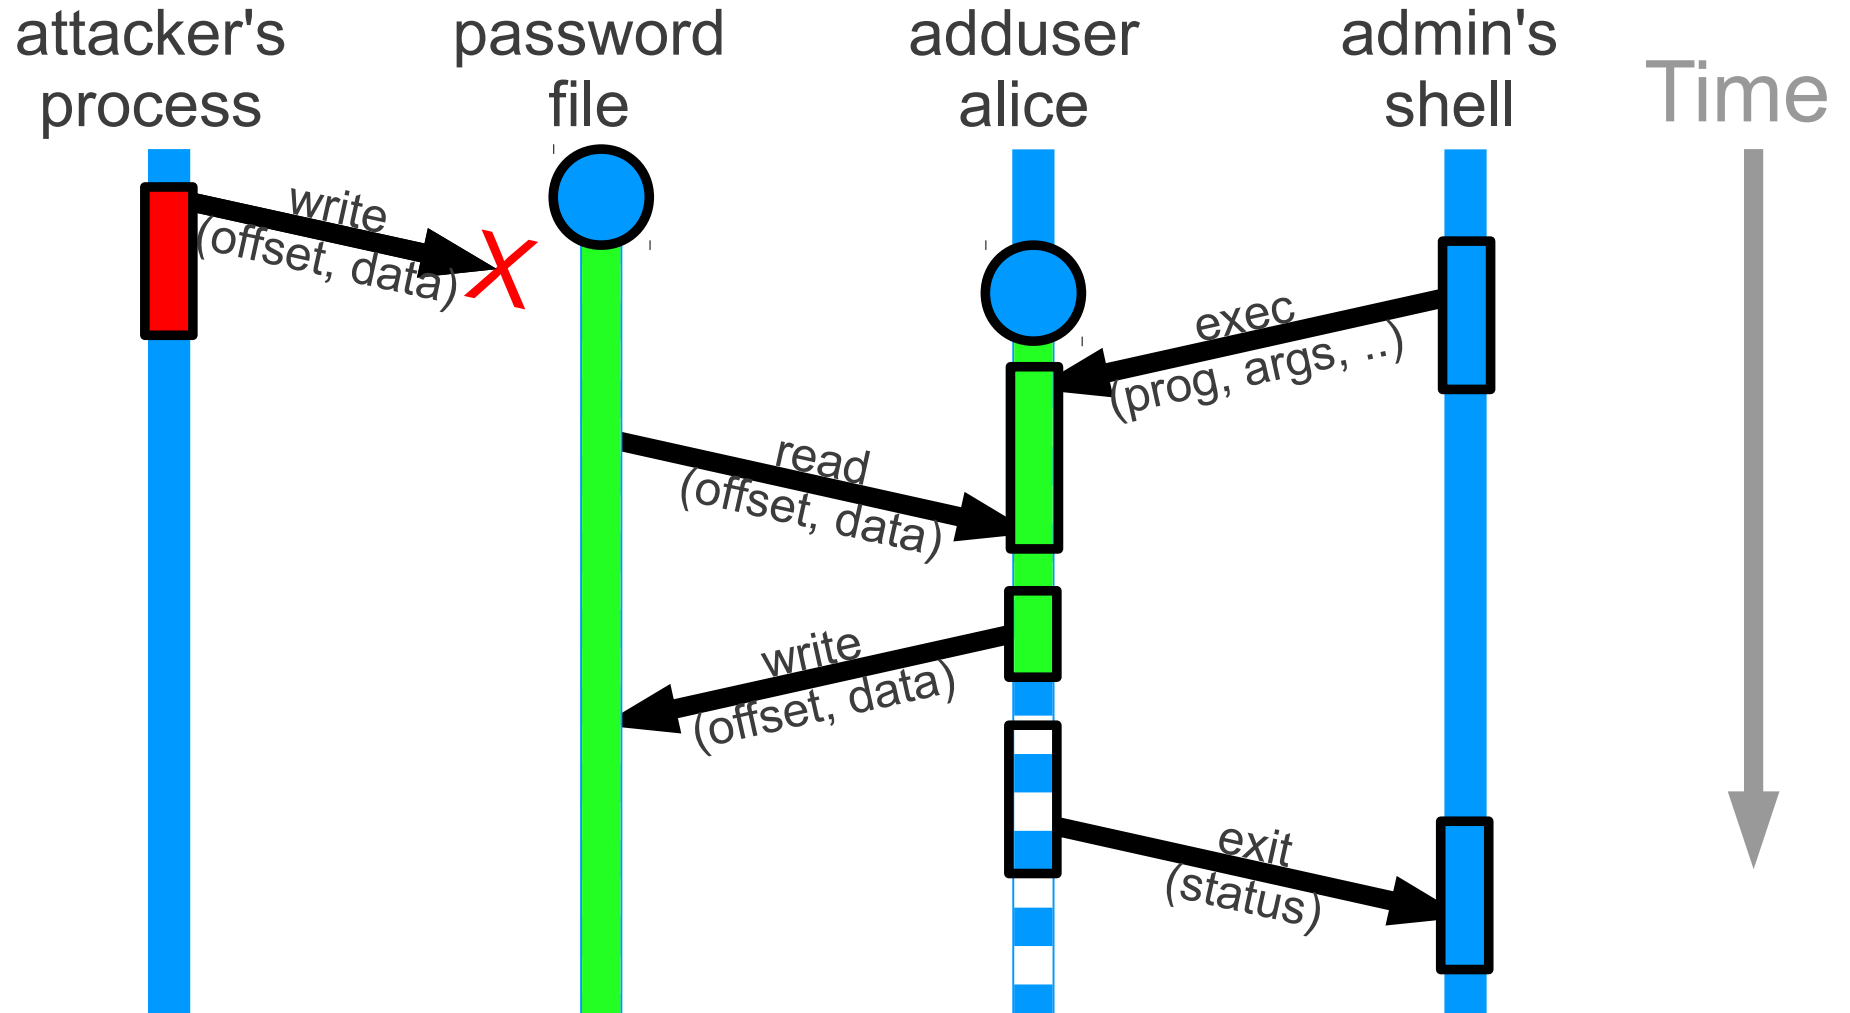 attacker's
process
password
file
adduser
alice
admin's
shell
Time
write
(offset, data)
X
exec
(prog, args, ..)
read
(offset, data)
write
(offset, data)
exit
(status)